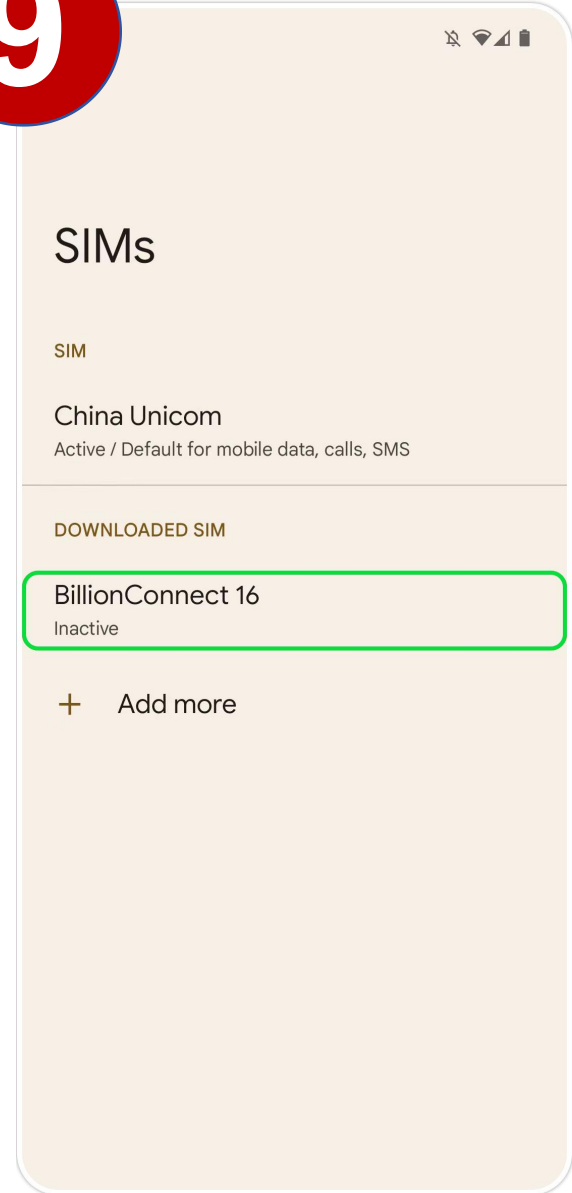 9
SIMs
SIM
China Unicom
Active / Default for mobile data, calls, SMS
DOWNLOADED SIM
BillionConnect 16
Inactive
+ Add more